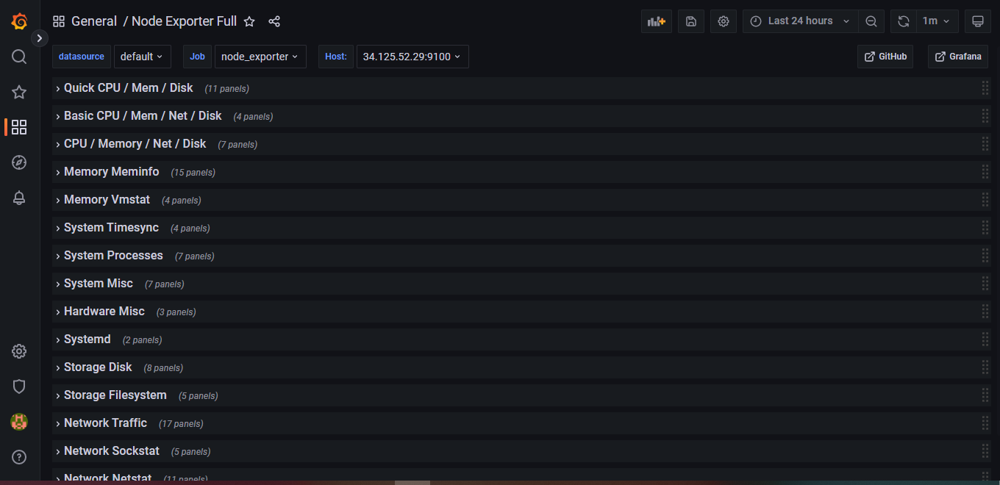 General / Node Exporter Full
Last 24 hours
1m
datasource default Job node_exporter Host: 34.125.52.29:9100 GitHub Grafana
Quick CPU / Mem / Disk (11 panels)
Basic CPU / Mem / Net / Disk (4 panels)
CPU / Memory / Net / Disk (7 panels)
Memory Meminfo (15 panels)
Memory Vmstat (4 panels)
System Timesync (4 panels)
System Processes (7 panels)
System Misc (7 panels)
Hardware Misc (3 panels)
Systemd (2 panels)
Storage Disk (8 panels)
Storage Filesystem (5 panels)
Network Traffic (17 panels)
Network Sockstat (5 panels)
Network Netstat (11 panels)